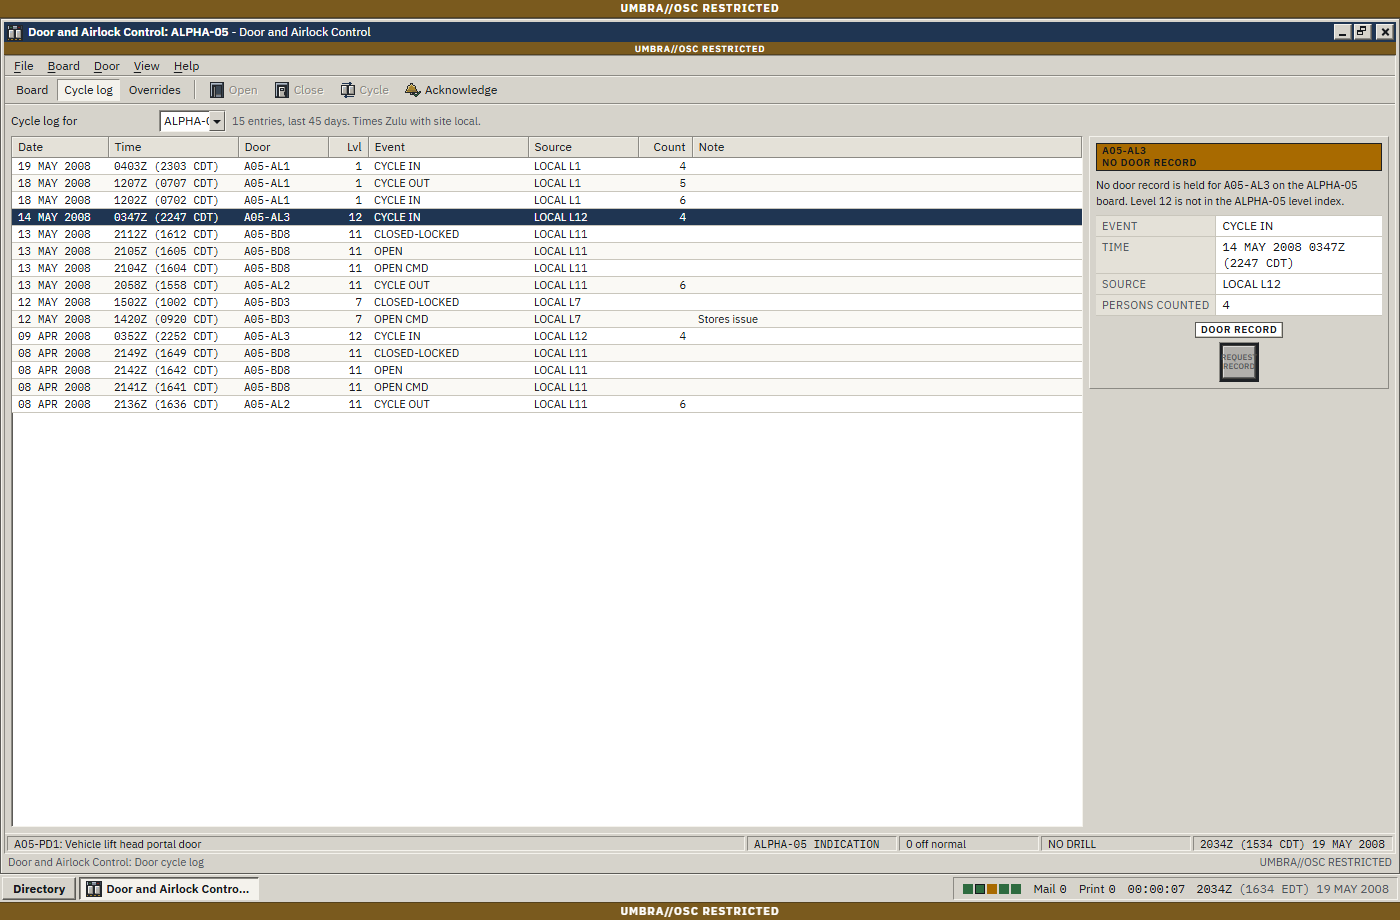 UMBRA//OSC RESTRICTED
Door and Airlock Control: ALPHA-05 - Door and Airlock Control
UMBRA//OSC RESTRICTED
File Board Door View Help
Board Cycle log Overrides Open Close Cycle Acknowledge
Cycle log for ALPHA-0 15 entries, last 45 days. Times Zulu with site local.
Date Time Door Lvl Event Source Count Note
19 MAY 2008 0403Z (2303 CDT) A05-AL1 1 CYCLE IN LOCAL L1 4
18 MAY 2008 1207Z (0707 CDT) A05-AL1 1 CYCLE OUT LOCAL L1 5
18 MAY 2008 1202Z (0702 CDT) A05-AL1 1 CYCLE IN LOCAL L1 6
14 MAY 2008 0347Z (2247 CDT) A05-AL3 12 CYCLE IN LOCAL L12 4
13 MAY 2008 2112Z (1612 CDT) A05-BD8 11 CLOSED-LOCKED LOCAL L11
13 MAY 2008 2105Z (1605 CDT) A05-BD8 11 OPEN LOCAL L11
13 MAY 2008 2104Z (1604 CDT) A05-BD8 11 OPEN CMD LOCAL L11
13 MAY 2008 2058Z (1558 CDT) A05-AL2 11 CYCLE OUT LOCAL L11 6
12 MAY 2008 1502Z (1002 CDT) A05-BD3 7 CLOSED-LOCKED LOCAL L7
12 MAY 2008 1420Z (0920 CDT) A05-BD3 7 OPEN CMD LOCAL L7 Stores issue
09 APR 2008 0352Z (2252 CDT) A05-AL3 12 CYCLE IN LOCAL L12 4
08 APR 2008 2149Z (1649 CDT) A05-BD8 11 CLOSED-LOCKED LOCAL L11
08 APR 2008 2142Z (1642 CDT) A05-BD8 11 OPEN LOCAL L11
08 APR 2008 2141Z (1641 CDT) A05-BD8 11 OPEN CMD LOCAL L11
08 APR 2008 2136Z (1636 CDT) A05-AL2 11 CYCLE OUT LOCAL L11 6
A05-AL3
NO DOOR RECORD
No door record is held for A05-AL3 on the ALPHA-05
board. Level 12 is not in the ALPHA-05 level index.
EVENT CYCLE IN
TIME 14 MAY 2008 0347Z
(2247 CDT)
SOURCE LOCAL L12
PERSONS COUNTED 4
DOOR RECORD
REQUEST
RECORD
A05-PD1: Vehicle lift head portal door ALPHA-05 INDICATION 0 off normal NO DRILL 2034Z (1534 CDT) 19 MAY 2008
Door and Airlock Control: Door cycle log UMBRA//OSC RESTRICTED
Directory Door and Airlock Contro... Mail 0 Print 0 00:00:07 2034Z (1634 EDT) 19 MAY 2008
UMBRA//OSC RESTRICTED